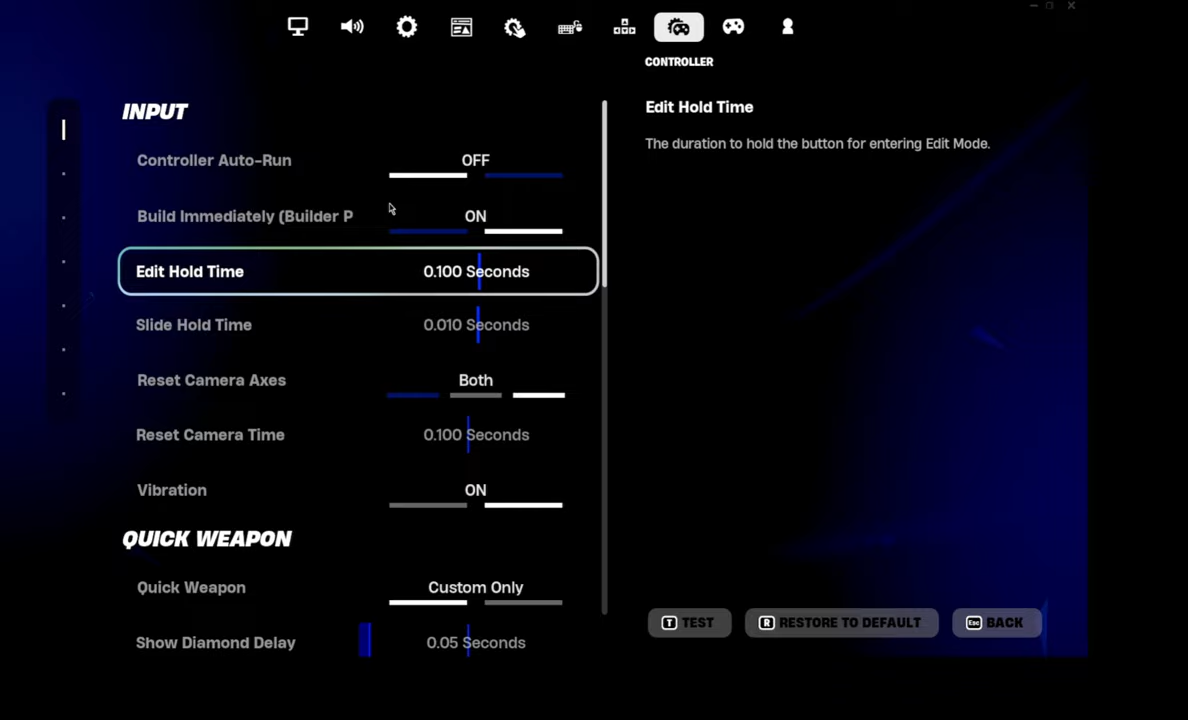 CONTROLLER
INPUT
Controller Auto-Run OFF
Build Immediately (Builder P ON
Edit Hold Time 0.100 Seconds
Slide Hold Time 0.010 Seconds
Reset Camera Axes Both
Reset Camera Time 0.100 Seconds
Vibration ON
QUICK WEAPON
Quick Weapon Custom Only
Show Diamond Delay 0.05 Seconds
Edit Hold Time
The duration to hold the button for entering Edit Mode.
T TEST R RESTORE TO DEFAULT Esc BACK